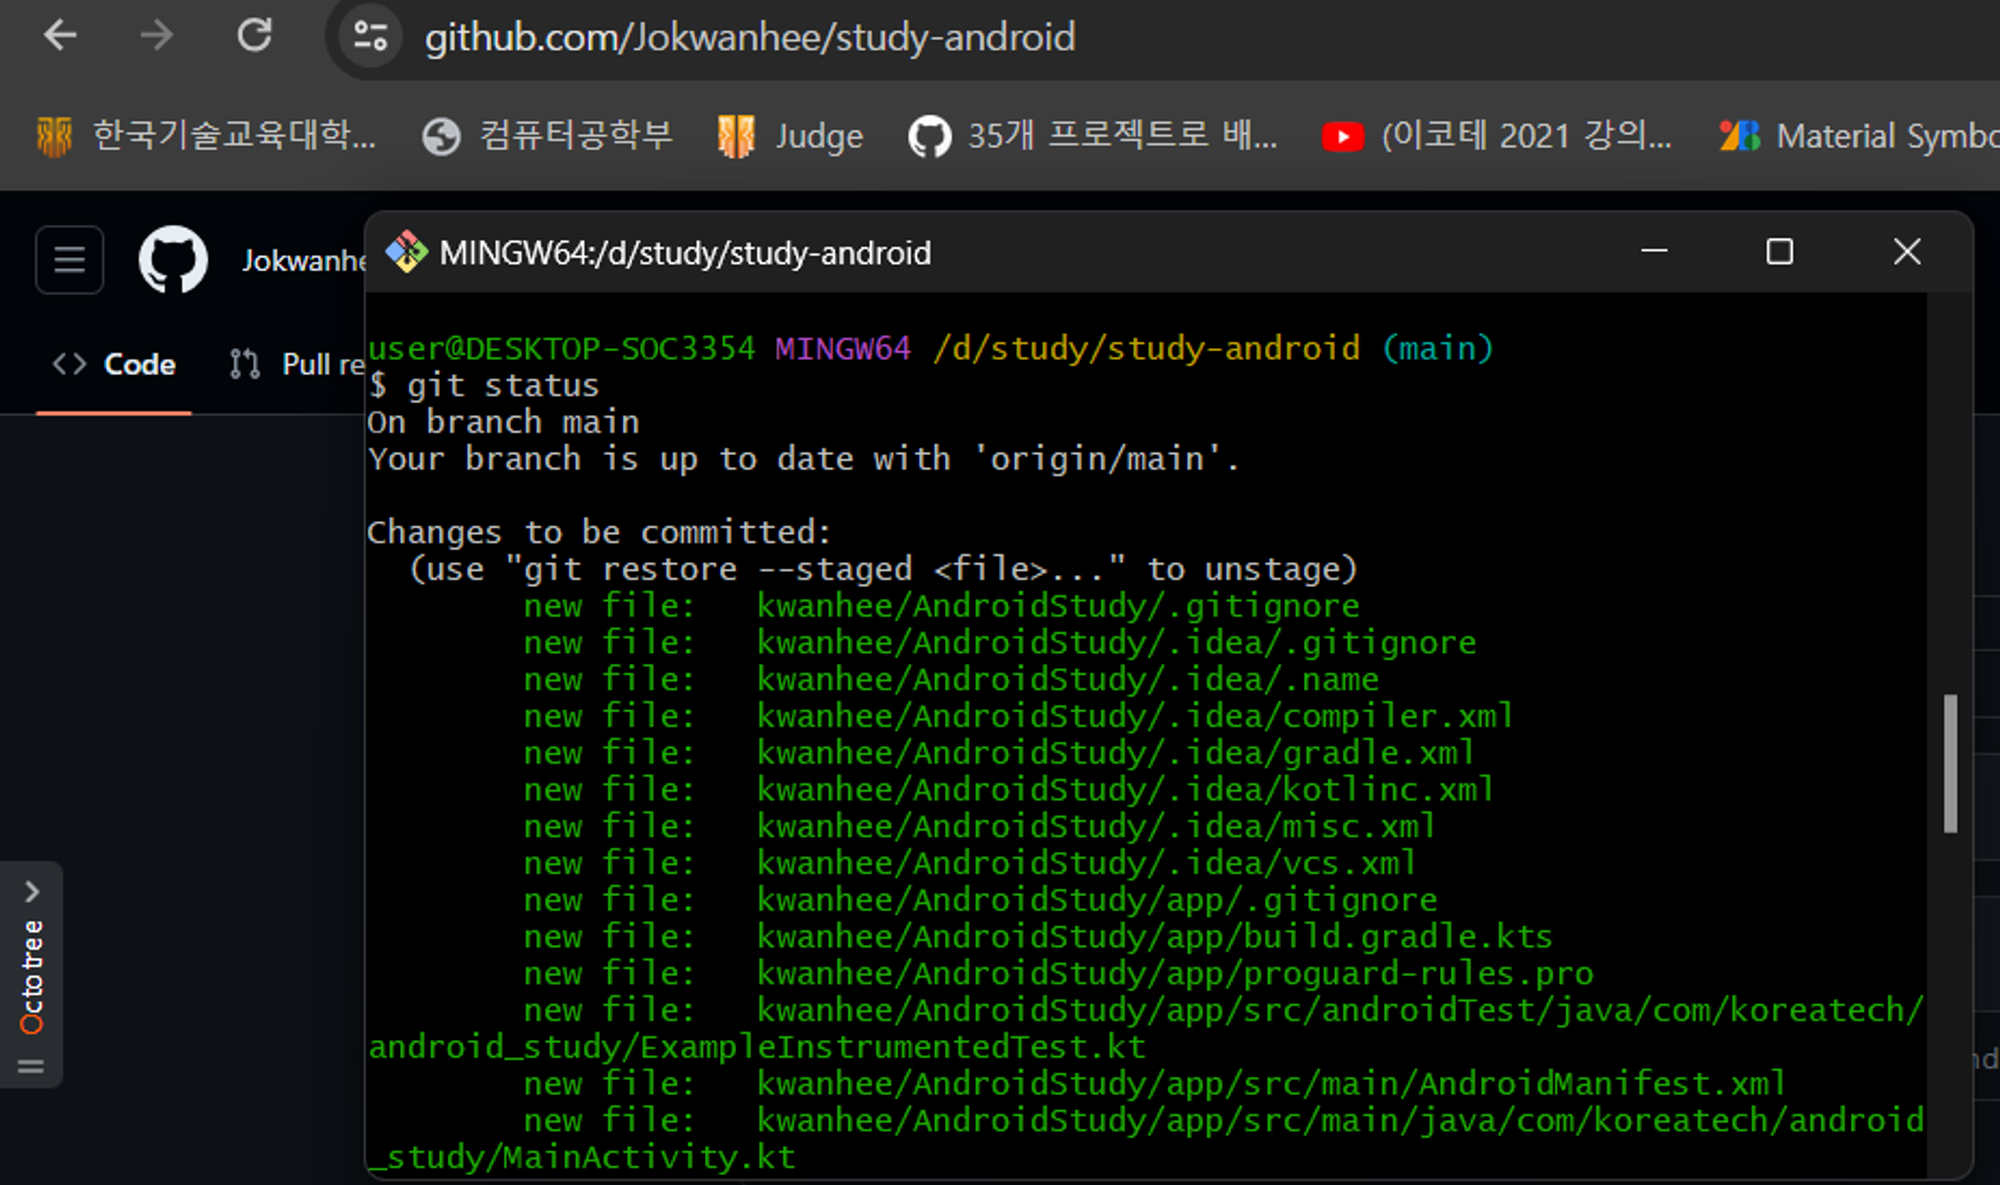 github.com/Jokwanhee/study-android
한국기술교육대학... 컴퓨터공학부 Judge 35개 프로젝트로 배... (이코테 2021 강의... Material Symbo
Jokwanhe
Code Pull re
MINGW64:/d/study/study-android
user@DESKTOP-SOC3354 MINGW64 /d/study/study-android (main)
$ git status
On branch main
Your branch is up to date with 'origin/main'.
Changes to be committed:
(use "git restore --staged <file>..." to unstage)
new file: kwanhee/AndroidStudy/.gitignore
new file: kwanhee/AndroidStudy/.idea/.gitignore
new file: kwanhee/AndroidStudy/.idea/.name
new file: kwanhee/AndroidStudy/.idea/compiler.xml
new file: kwanhee/AndroidStudy/.idea/gradle.xml
new file: kwanhee/AndroidStudy/.idea/kotlinc.xml
new file: kwanhee/AndroidStudy/.idea/misc.xml
new file: kwanhee/AndroidStudy/.idea/vcs.xml
new file: kwanhee/AndroidStudy/app/.gitignore
new file: kwanhee/AndroidStudy/app/build.gradle.kts
new file: kwanhee/AndroidStudy/app/proguard-rules.pro
new file: kwanhee/AndroidStudy/app/src/androidTest/java/com/koreatech/
android_study/ExampleInstrumentedTest.kt
new file: kwanhee/AndroidStudy/app/src/main/AndroidManifest.xml
new file: kwanhee/AndroidStudy/app/src/main/java/com/koreatech/android
_study/MainActivity.kt
Octotree